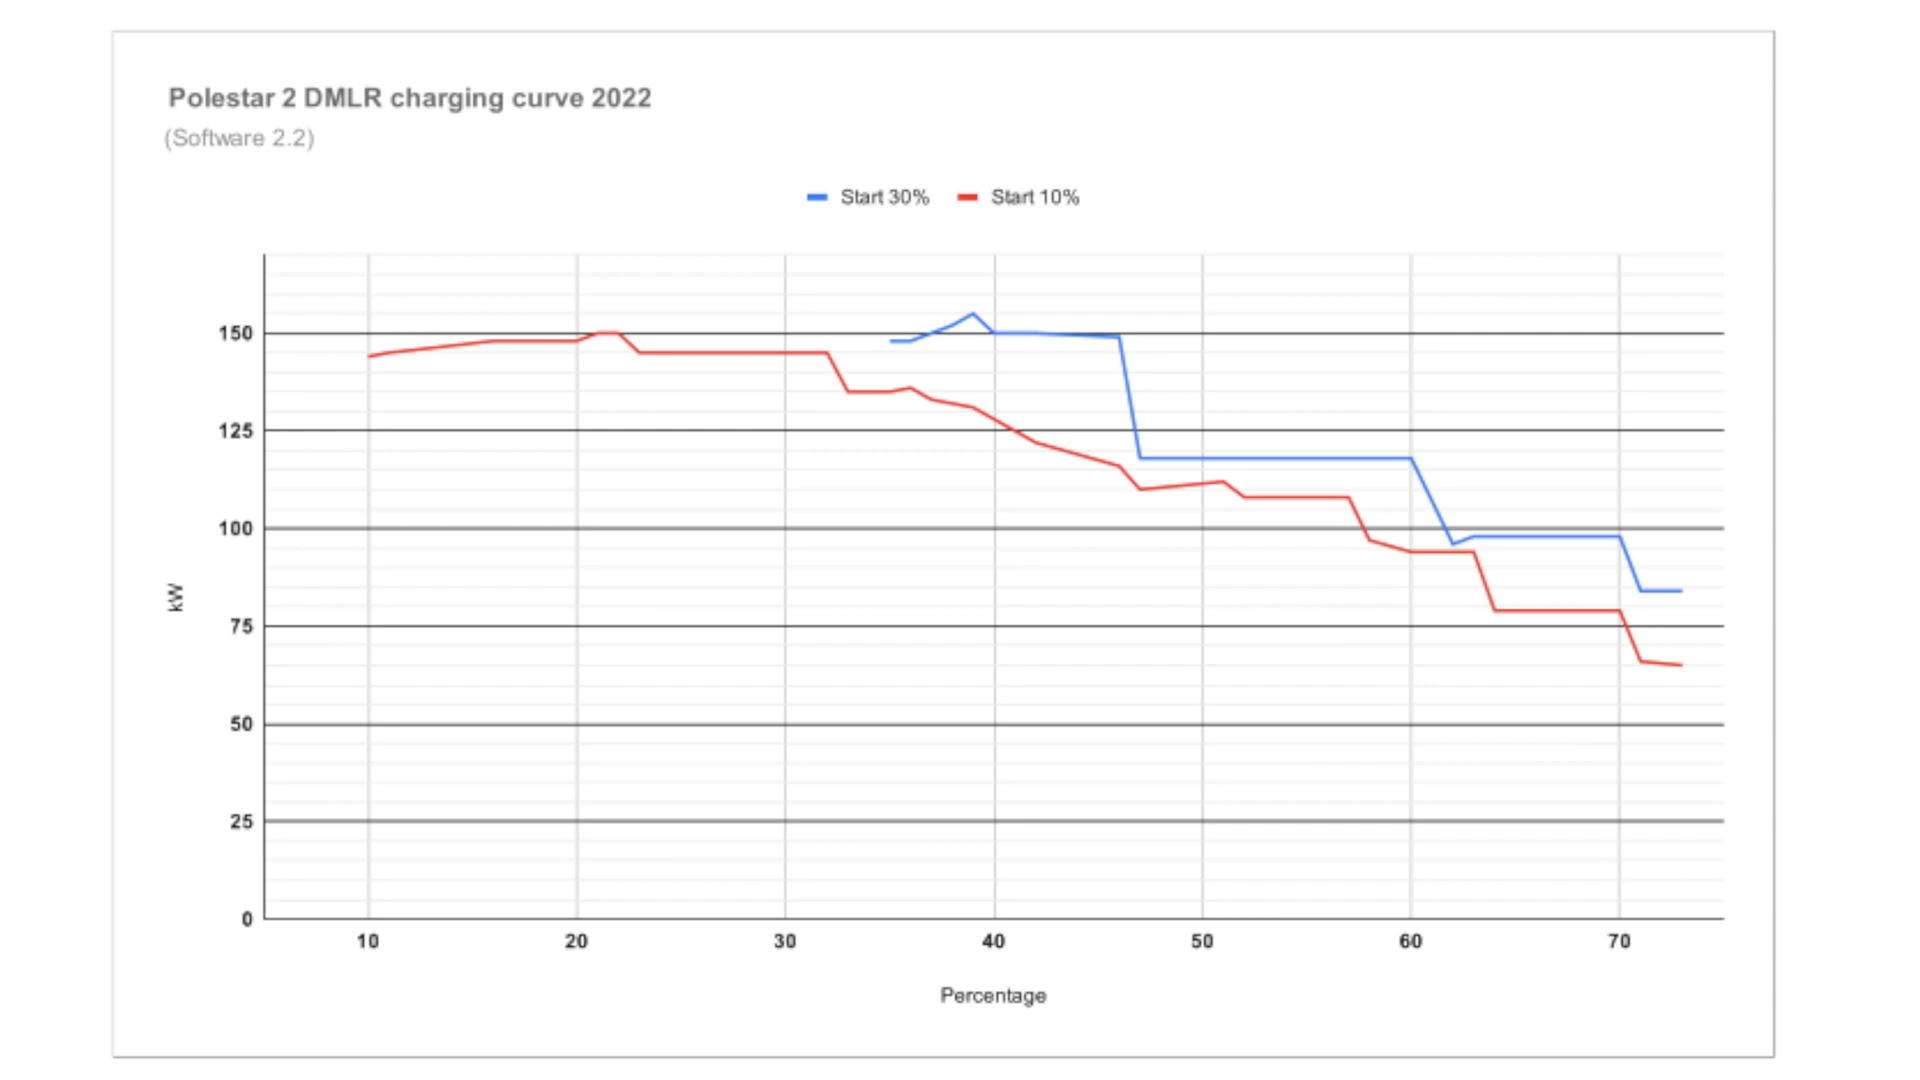 Polestar 2 DMLR charging curve 2022
(Software 2.2)
Start 30% Start 10%
150
125
100
75
50
25
0
kW
10 20 30 40 50 60 70
Percentage